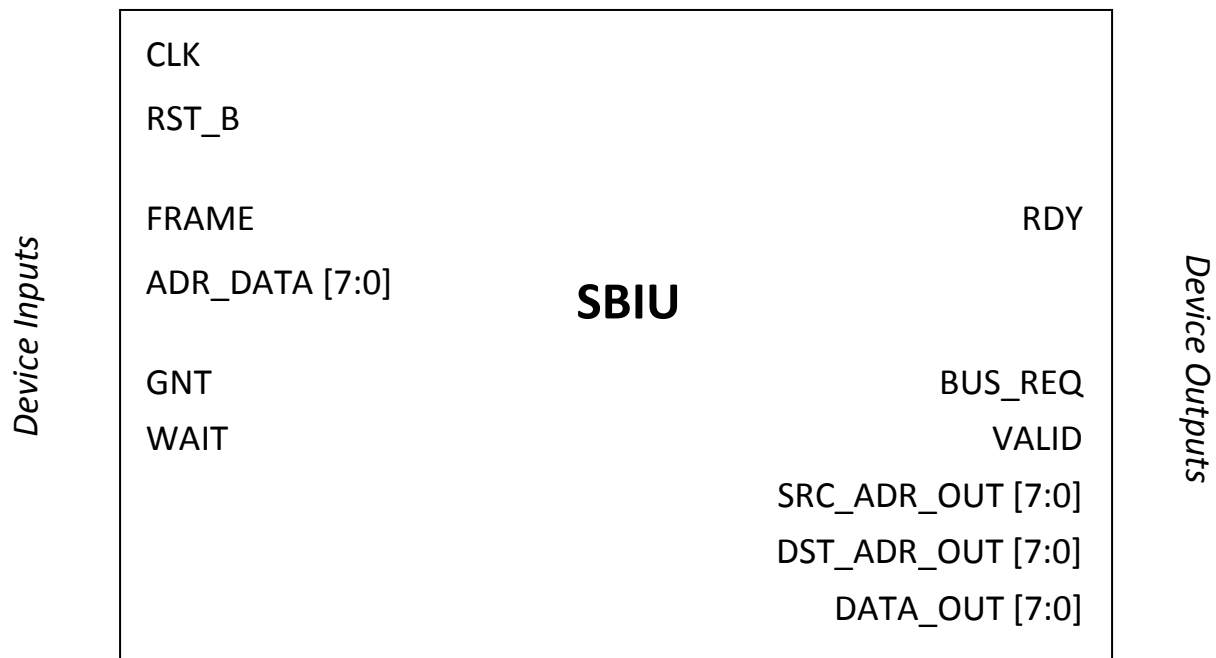 CLK
RST_B
FRAME RDY
Device Inputs
ADR_DATA [7:0]
SBIU
Device Outputs
GNT BUS_REQ
WAIT VALID
SRC_ADR_OUT [7:0]
DST_ADR_OUT [7:0]
DATA_OUT [7:0]